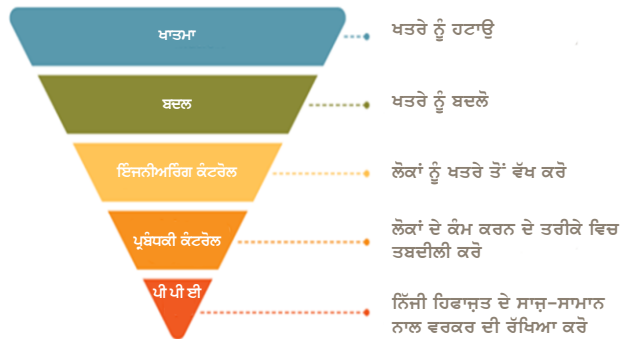 ਖਾਤਮਾ
ਖਤਰੇ ਨੂੰ ਹਟਾਉ
ਬਦਲ
ਖਤਰੇ ਨੂੰ ਬਦਲੋ
ਇੰਜਨੀਅਰਿੰਗ ਕੰਟਰੋਲ
ਲੋਕਾਂ ਨੂੰ ਖਤਰੇ ਤੋਂ ਵੱਖ ਕਰੋ
ਪ੍ਰਬੰਧਕੀ ਕੰਟਰੋਲ
ਲੋਕਾਂ ਦੇ ਕੰਮ ਕਰਨ ਦੇ ਤਰੀਕੇ ਵਿਚ
ਤਬਦੀਲੀ ਕਰੋ
ਪੀ ਪੀ ਈ
ਨਿੱਜੀ ਹਿਫਾਜ਼ਤ ਦੇ ਸਾਜ਼-ਸਾਮਾਨ
ਨਾਲ ਵਰਕਰ ਦੀ ਰੱਖਿਆ ਕਰੋ